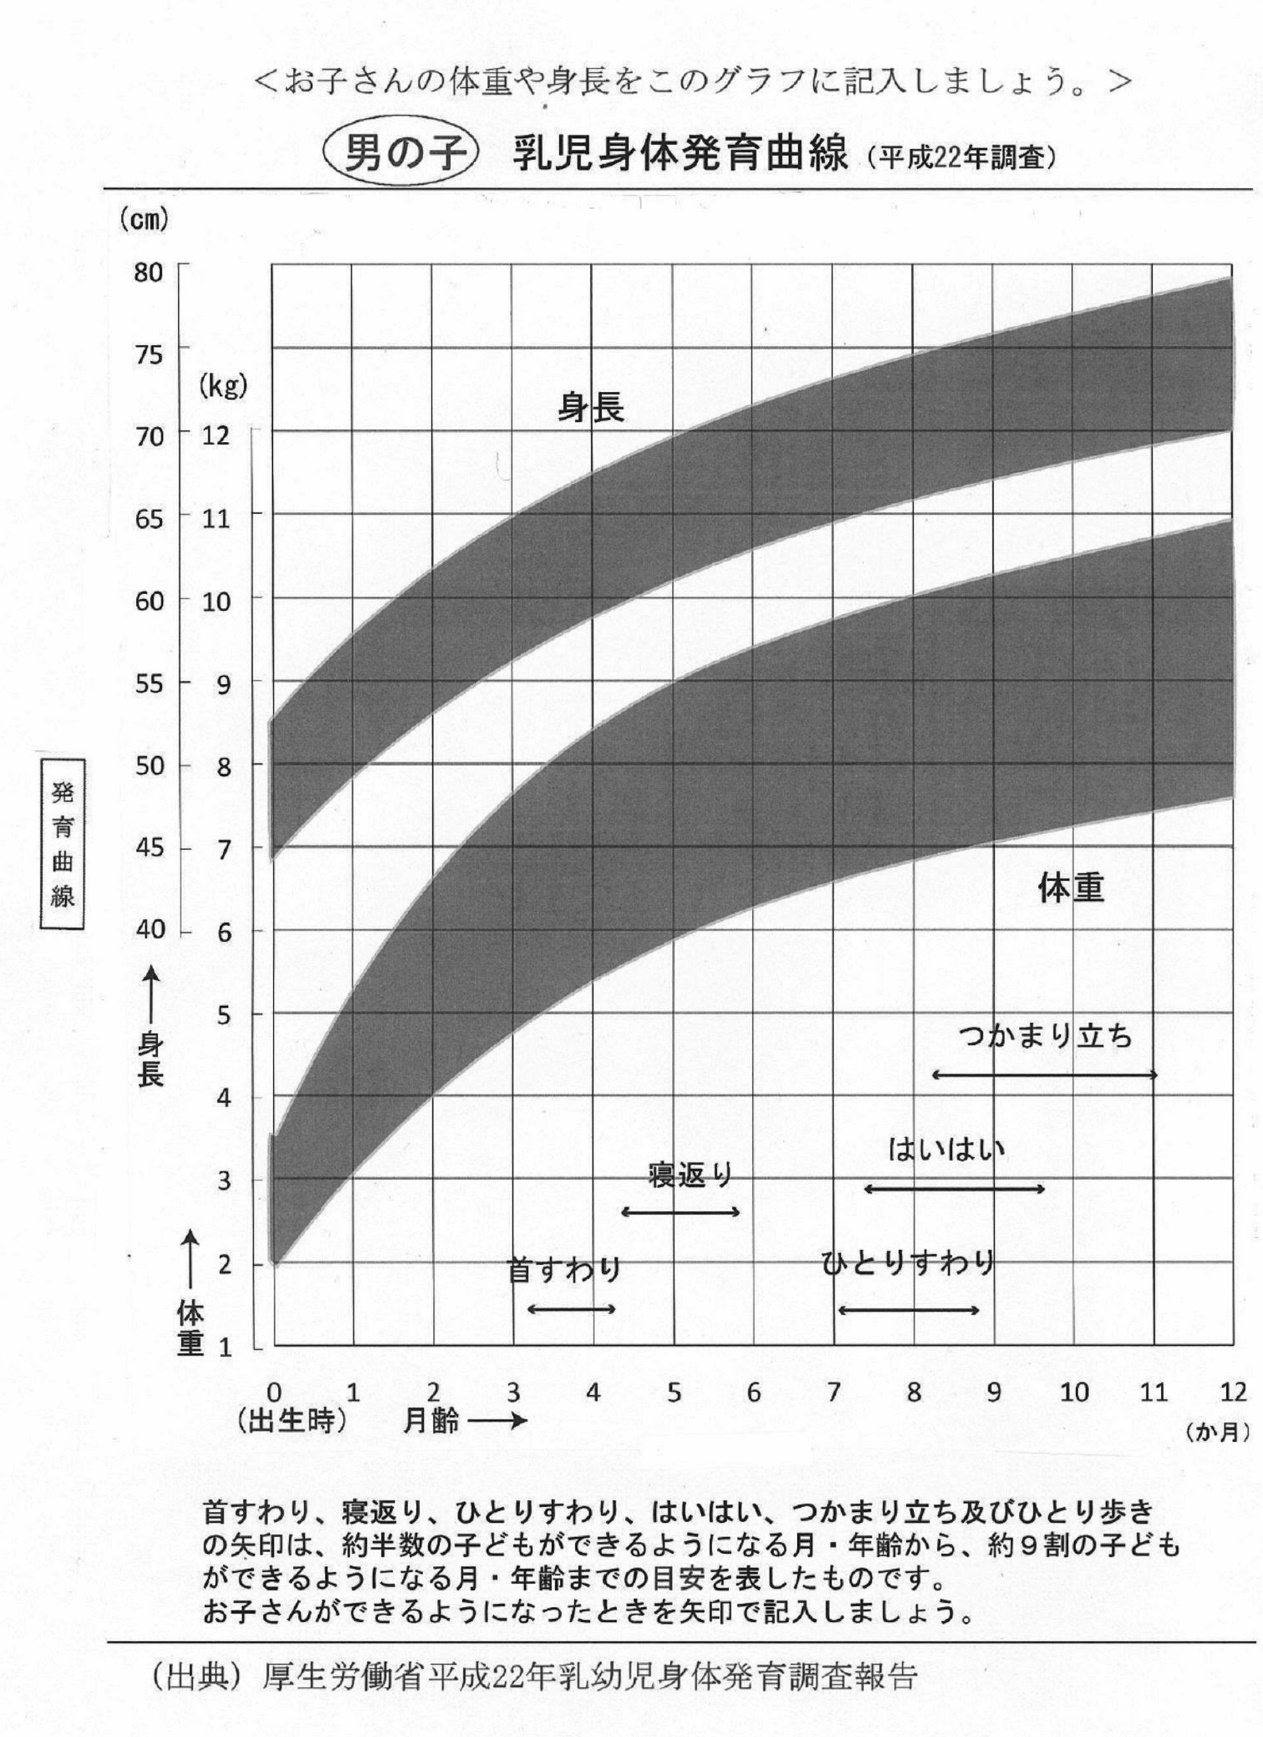 ＜お子さんの体重や身長をこのグラフに記入しましょう。＞
男の子 乳児身体発育曲線（平成22年調査）
(cm)
80
75
(kg)
身長
70 12
65 11
60 10
55 9
50 8
発育曲線
45 7
体重
40 6
5
つかまり立ち
↑身長
4
はいはい
寝返り
3
首すわり
ひとりすわり
2
↑体重
1
0 1 2 3 4 5 6 7 8 9 10 11 12
（出生時） 月齢→
（か月）
首すわり、寝返り、ひとりすわり、はいはい、つかまり立ち及びひとり歩き
の矢印は、約半数の子どもができるようになる月・年齢から、約９割の子ども
ができるようになる月・年齢までの目安を表したものです。
お子さんができるようになったときを矢印で記入しましょう。
（出典）厚生労働省平成22年乳幼児身体発育調査報告